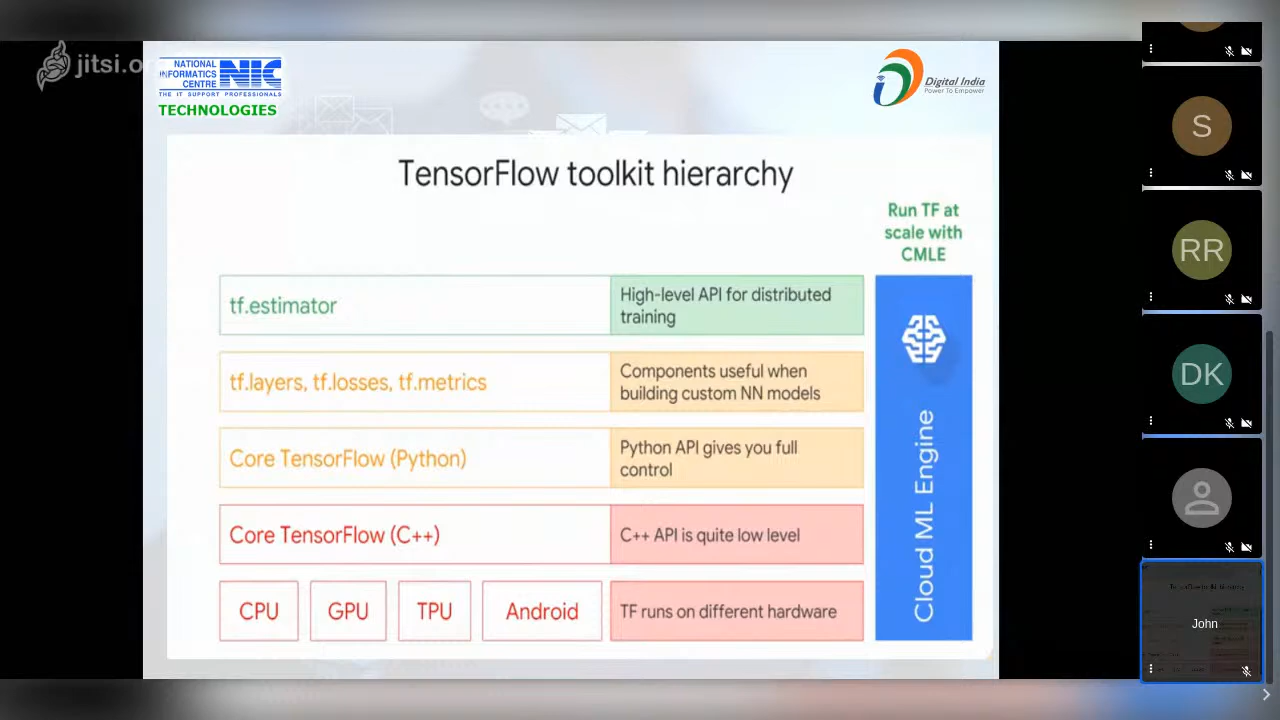 jitsi.o
NATIONAL
INFORMATICS
CENTRE
NIC
THE IT SUPPORT PROFESSIONALS
TECHNOLOGIES
Digital India
Power To Empower
TensorFlow toolkit hierarchy
Run TF at
scale with
CMLE
tf.estimator
High-level API for distributed
training
tf.layers, tf.losses, tf.metrics
Components useful when
building custom NN models
Core TensorFlow (Python)
Python API gives you full
control
Core TensorFlow (C++)
C++ API is quite low level
CPU GPU TPU Android
TF runs on different hardware
Cloud ML Engine
S
RR
DK
TensorFlow toolkit hierarchy
John